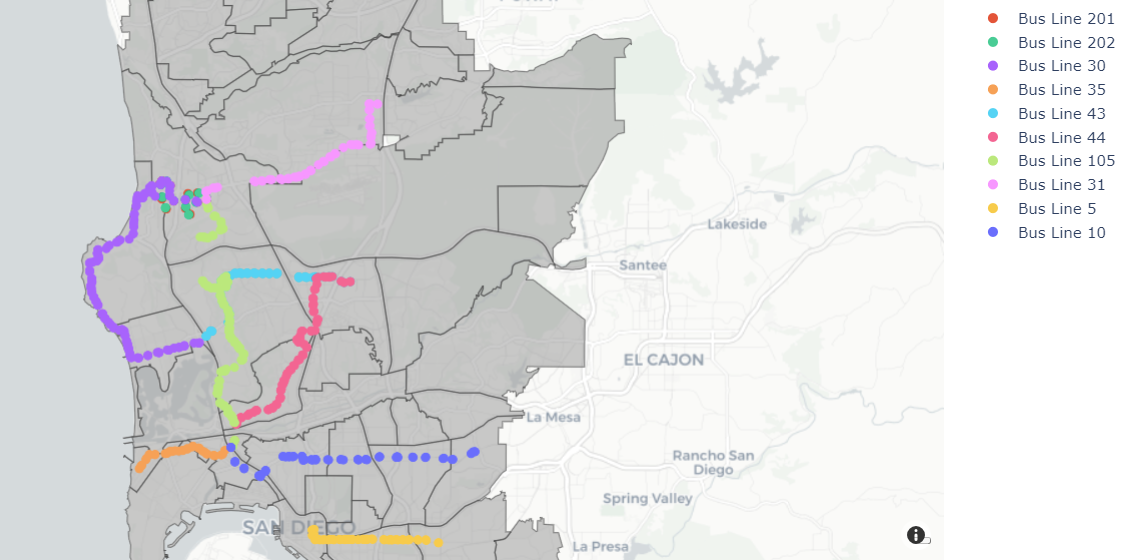 Bus Line 201
Bus Line 202
Bus Line 30
Bus Line 35
Bus Line 43
Bus Line 44
Bus Line 105
Bus Line 31
Bus Line 5
Bus Line 10
Lakeside
Santee
EL CAJON
La Mesa
Rancho San
Diego
Spring Valley
SAN DIEGO
La Presa